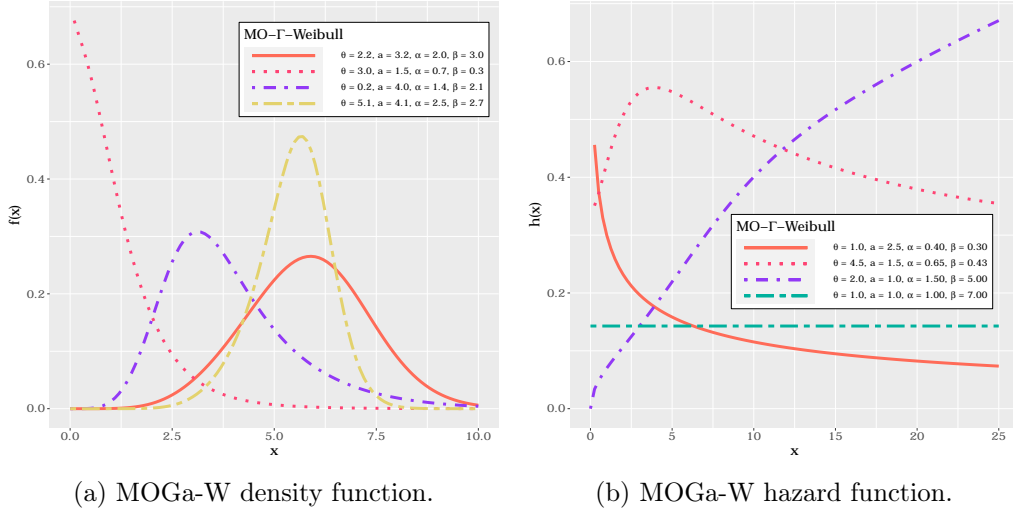 MO-Γ-Weibull
θ = 2.2, a = 3.2, α = 2.0, β = 3.0
θ = 3.0, a = 1.5, α = 0.7, β = 0.3
θ = 0.2, a = 4.0, α = 1.4, β = 2.1
θ = 5.1, a = 4.1, α = 2.5, β = 2.7
0.6
0.4
0.2
0.0
f(x)
0.0 2.5 5.0 7.5 10.0
x
(a) MOGa-W density function.
MO-Γ-Weibull
θ = 1.0, a = 2.5, α = 0.40, β = 0.30
θ = 4.5, a = 1.5, α = 0.65, β = 0.43
θ = 2.0, a = 1.0, α = 1.50, β = 5.00
θ = 1.0, a = 1.0, α = 1.00, β = 7.00
0.6
0.4
0.2
0.0
h(x)
0 5 10 15 20 25
x
(b) MOGa-W hazard function.